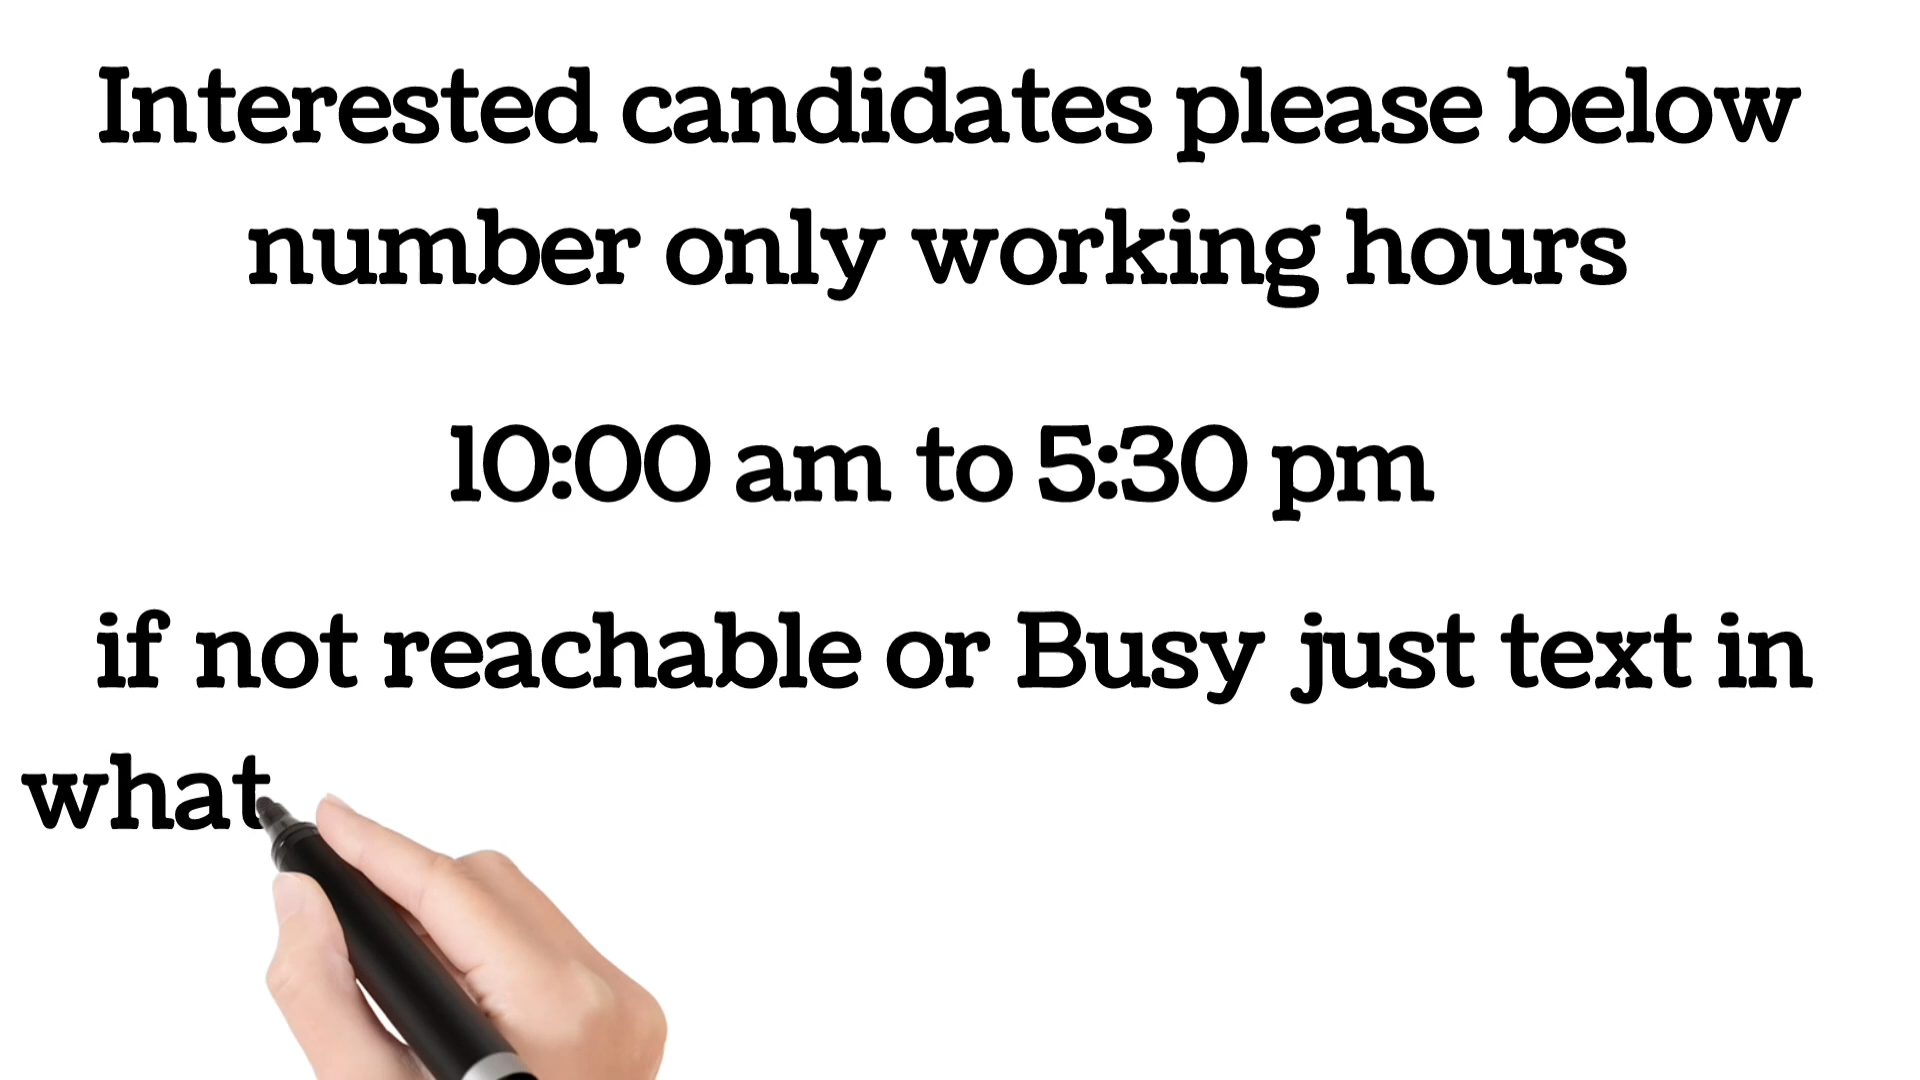 Interested candidates please below
number only working hours
10:00 am to 5:30 pm
if not reachable or Busy just text in
what